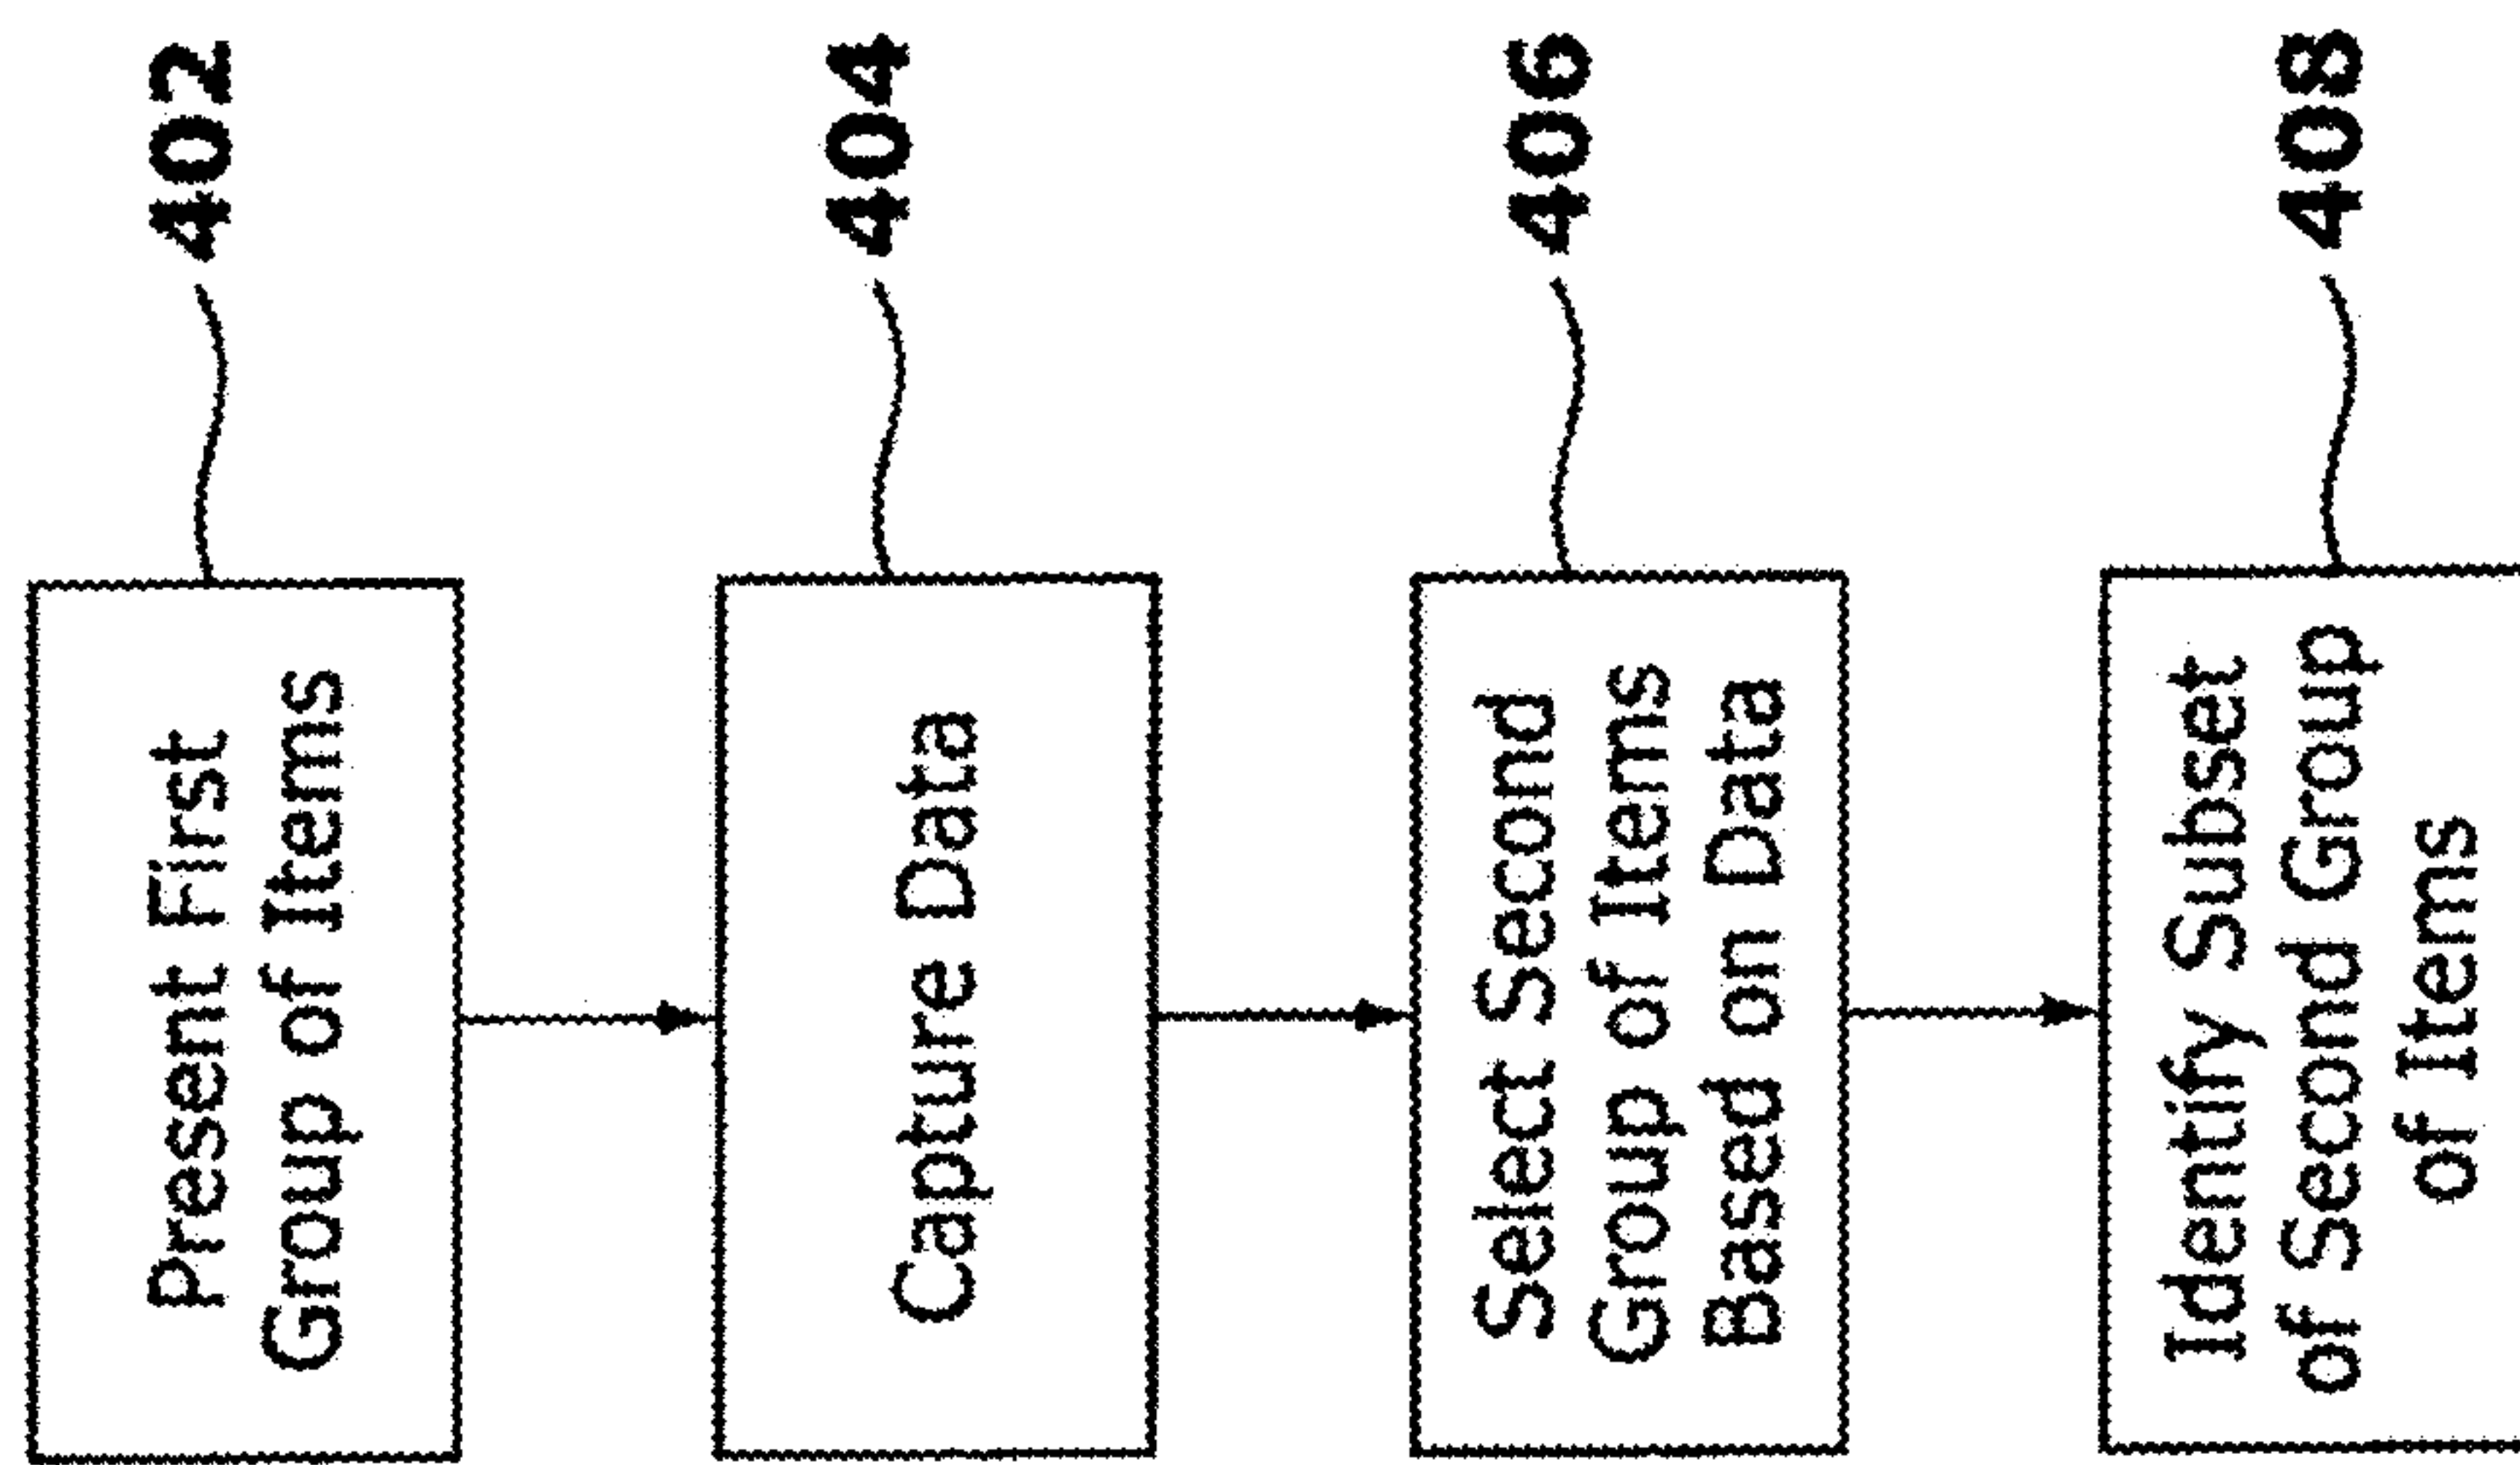 Present First
Group of Items
402
Capture Data
404
Select Second
Group of Items
Based on Data
406
Identify Subset
of Second Group
of Items
408